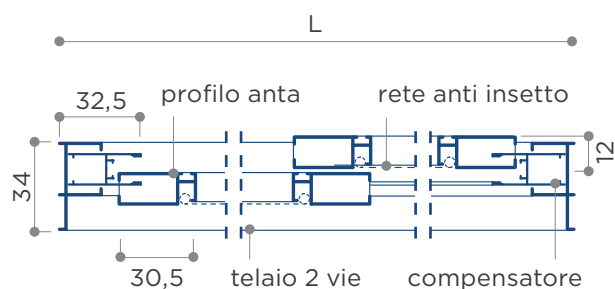 L
32,5
profilo anta
rete anti insetto
12
34
30,5
telaio 2 vie
compensatore